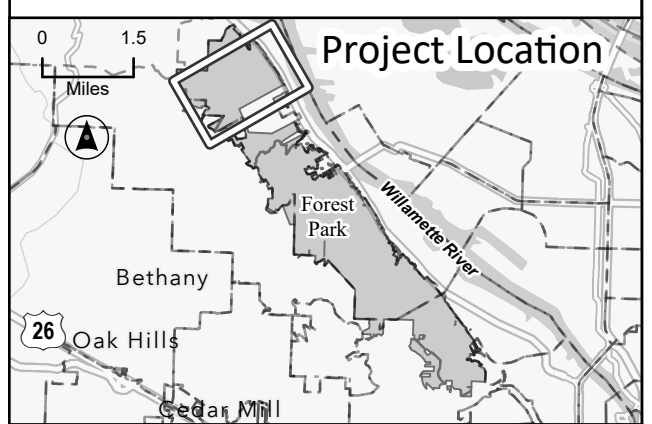 Project Location
0 1.5
Miles
Forest
Park
Willamette River
Bethany
26
Oak Hills
Cedar Mill